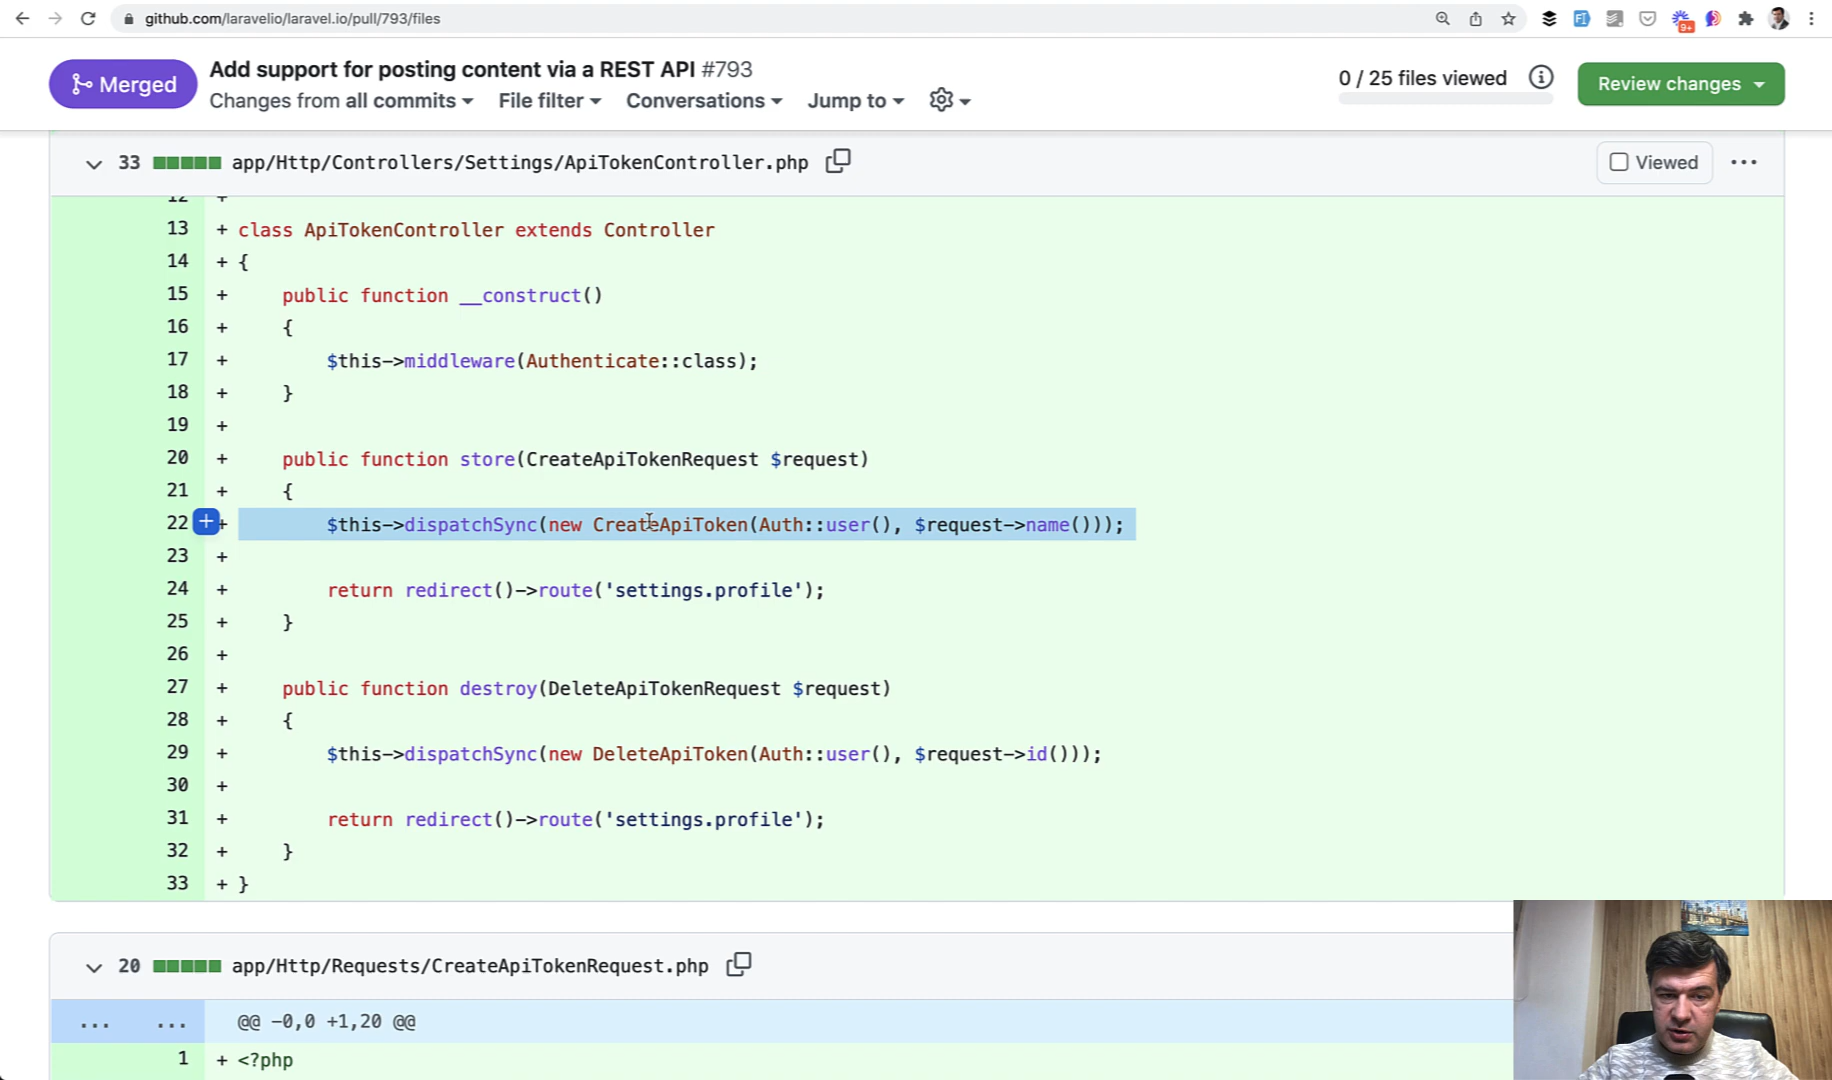 github.com/laravelio/laravel.io/pull/793/files
9+
Merged
Add support for posting content via a REST API #793
Changes from all commits File filter Conversations Jump to
0 / 25 files viewed
Review changes
33 app/Http/Controllers/Settings/ApiTokenController.php
Viewed
12 +
13 + class ApiTokenController extends Controller
14 + {
15 + public function __construct()
16 + {
17 + $this->middleware(Authenticate::class);
18 + }
19 +
20 + public function store(CreateApiTokenRequest $request)
21 + {
22 + $this->dispatchSync(new CreateApiToken(Auth::user(), $request->name()));
23 +
24 + return redirect()->route('settings.profile');
25 + }
26 +
27 + public function destroy(DeleteApiTokenRequest $request)
28 + {
29 + $this->dispatchSync(new DeleteApiToken(Auth::user(), $request->id()));
30 +
31 + return redirect()->route('settings.profile');
32 + }
33 + }
20 app/Http/Requests/CreateApiTokenRequest.php
... ... @@ -0,0 +1,20 @@
1 + <?php